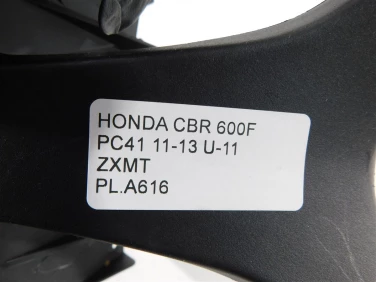 HONDA CBR 600F
PC41 11-13 U-11
ZXMT
PL.A616